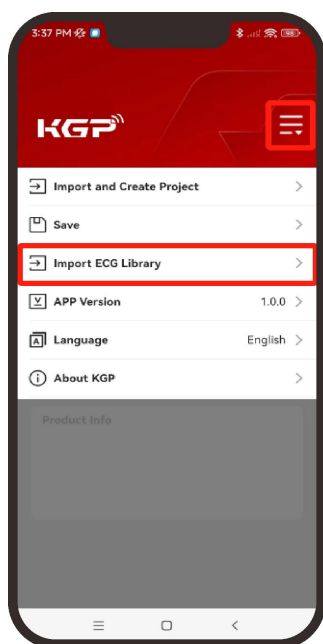 3:37 PM
KGP
Import and Create Project
Save
Import ECG Library
APP Version 1.0.0
Language English
About KGP
Product Info